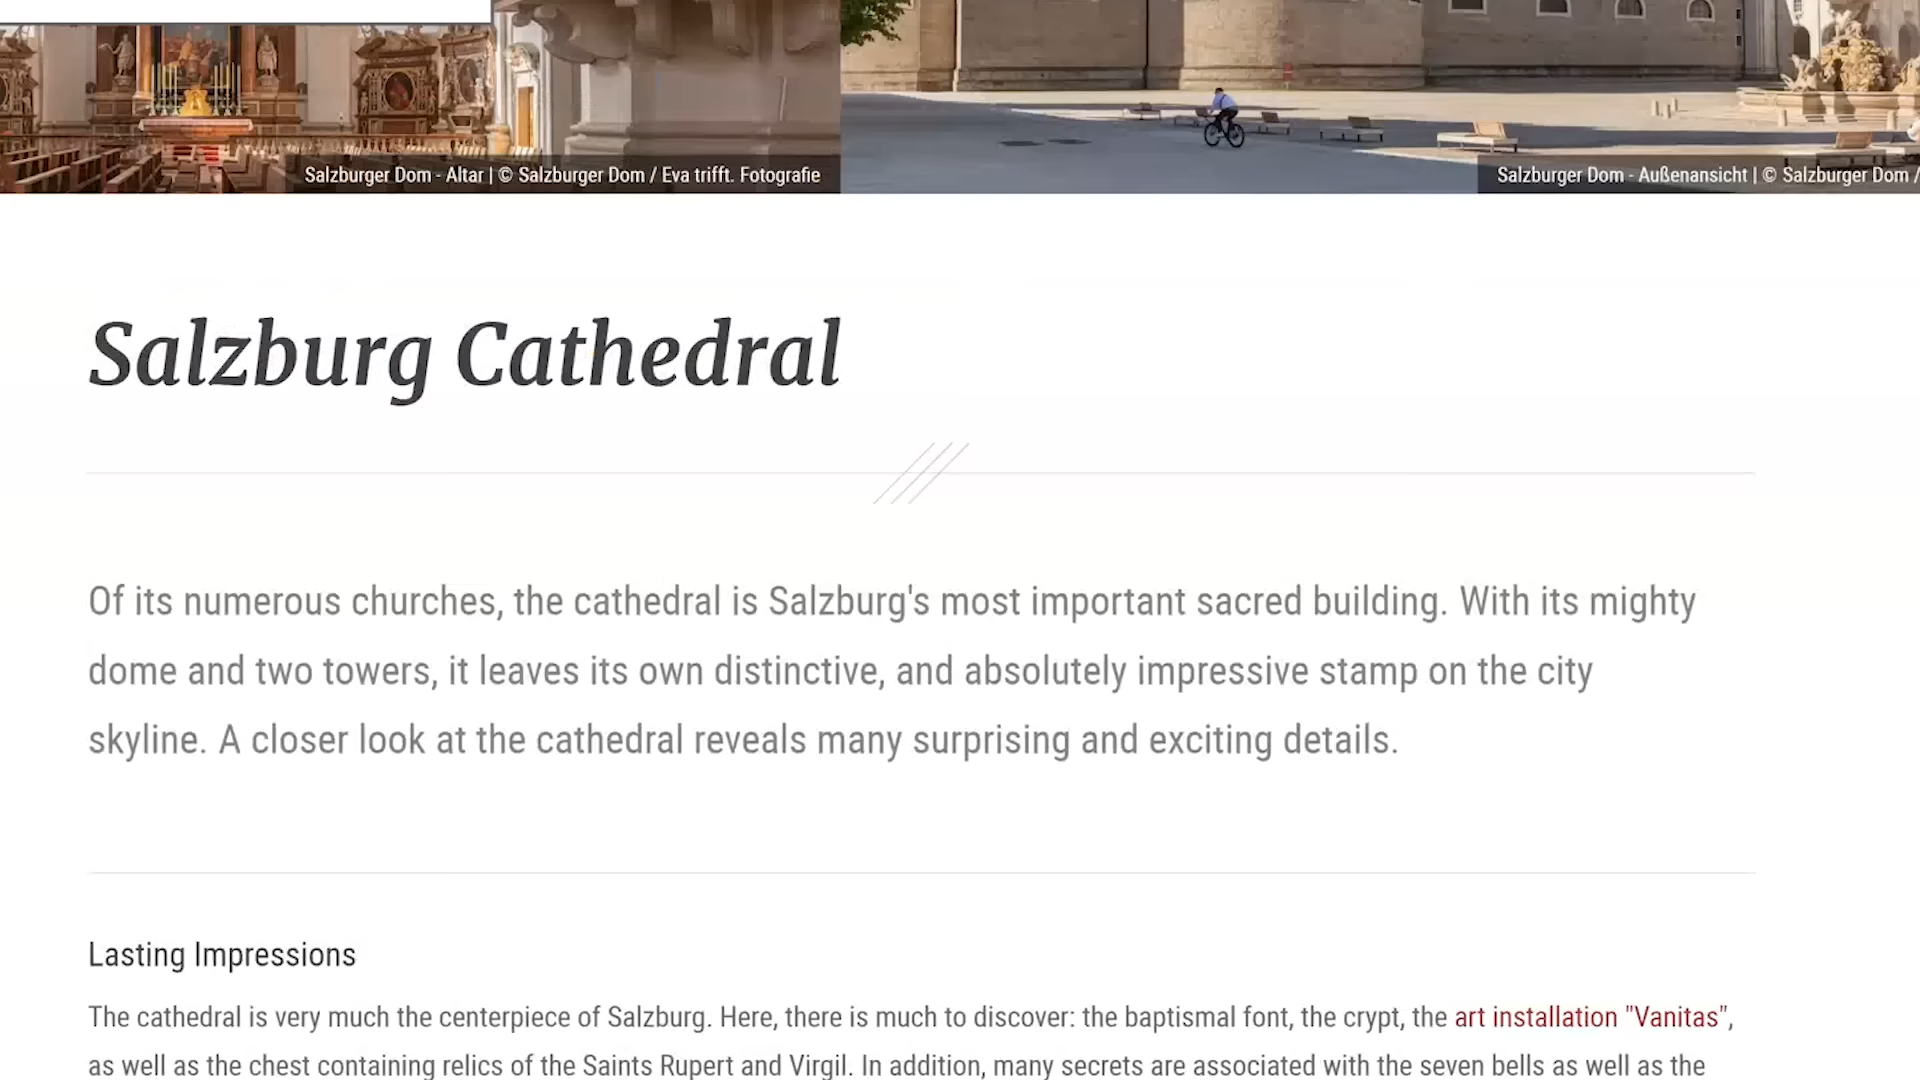 Salzburger Dom - Altar | © Salzburger Dom / Eva trifft. Fotografie
Salzburger Dom - Außenansicht | © Salzburger Dom /
Salzburg Cathedral
Of its numerous churches, the cathedral is Salzburg's most important sacred building. With its mighty
dome and two towers, it leaves its own distinctive, and absolutely impressive stamp on the city
skyline. A closer look at the cathedral reveals many surprising and exciting details.
Lasting Impressions
The cathedral is very much the centerpiece of Salzburg. Here, there is much to discover: the baptismal font, the crypt, the art installation "Vanitas",
as well as the chest containing relics of the Saints Rupert and Virgil. In addition, many secrets are associated with the seven bells as well as the